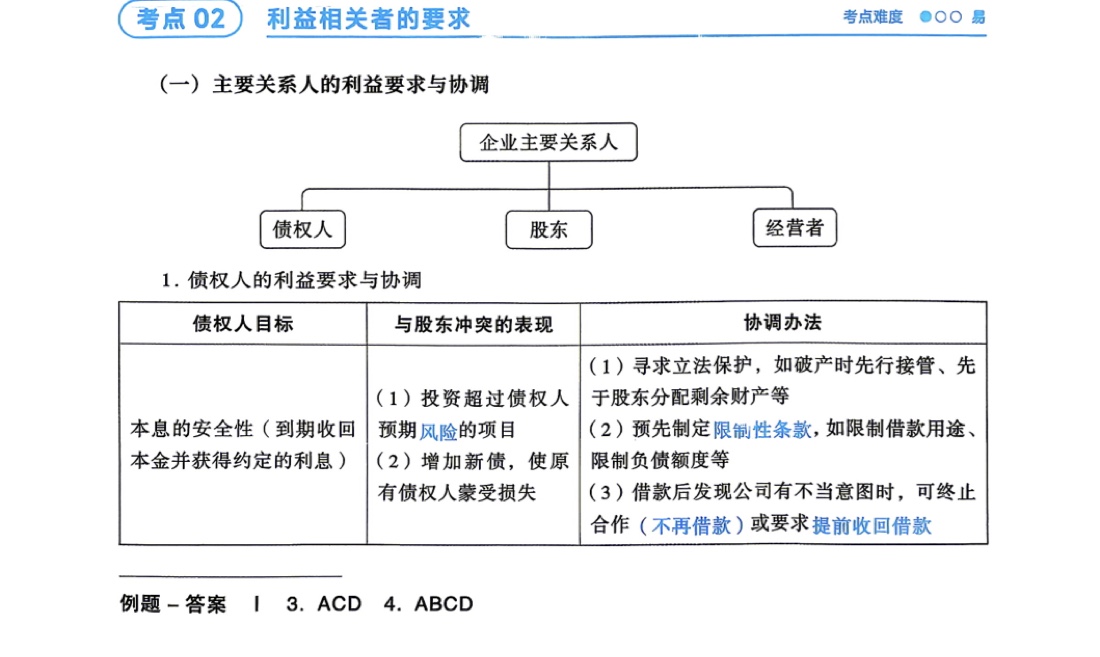 考点 02 利益相关者的要求 考点难度 ●○○ 易
（一）主要关系人的利益要求与协调
企业主要关系人
债权人 股东 经营者
1. 债权人的利益要求与协调
债权人目标 与股东冲突的表现 协调办法
本息的安全性（到期收回
本金并获得约定的利息）
（1）投资超过债权人
预期风险的项目
（2）增加新债，使原
有债权人蒙受损失
（1）寻求立法保护，如破产时先行接管、先
于股东分配剩余财产等
（2）预先制定限制性条款，如限制借款用途、
限制负债额度等
（3）借款后发现公司有不当意图时，可终止
合作（不再借款）或要求提前收回借款
例题 – 答案 | 3. ACD 4. ABCD